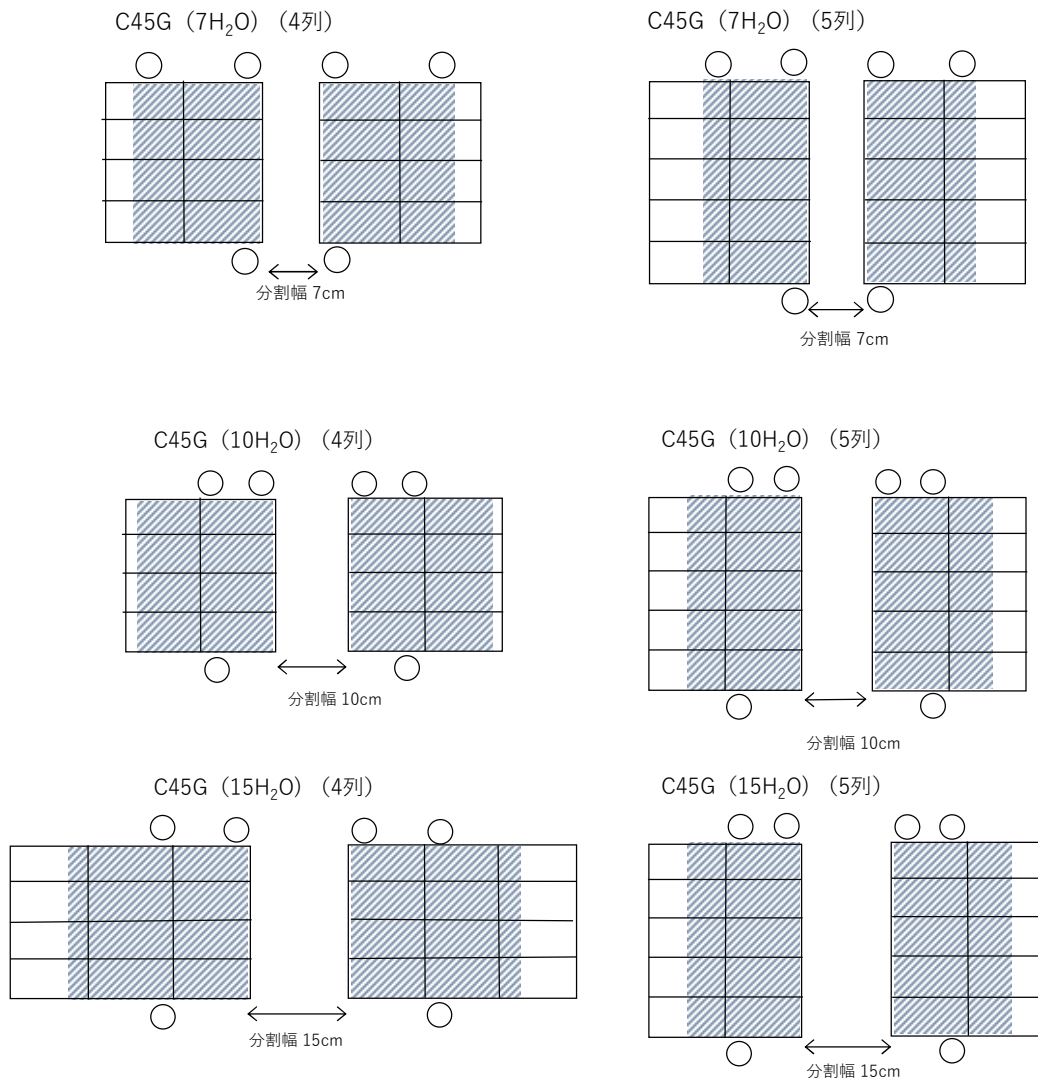 C45G（7H₂O）（4列）
C45G（7H₂O）（5列）
分割幅 7cm
分割幅 7cm
C45G（10H₂O）（4列）
C45G（10H₂O）（5列）
分割幅 10cm
分割幅 10cm
C45G（15H₂O）（4列）
C45G（15H₂O）（5列）
分割幅 15cm
分割幅 15cm